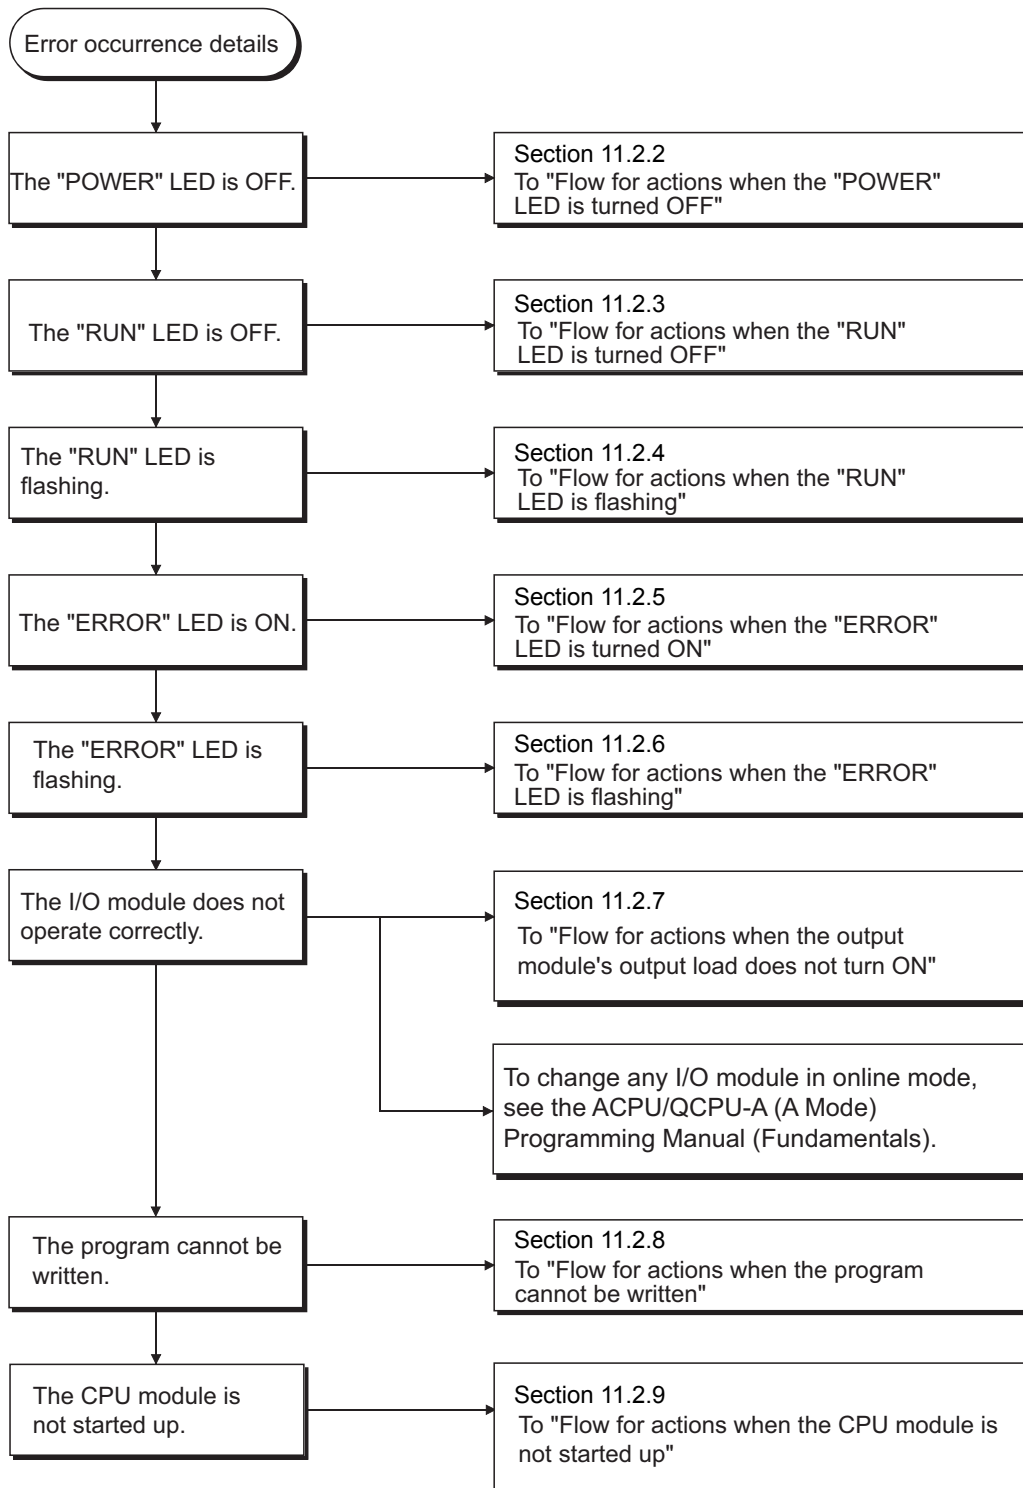 Error occurrence details
The "POWER" LED is OFF.
Section 11.2.2
To "Flow for actions when the "POWER"
LED is turned OFF"
The "RUN" LED is OFF.
Section 11.2.3
To "Flow for actions when the "RUN"
LED is turned OFF"
The "RUN" LED is
flashing.
Section 11.2.4
To "Flow for actions when the "RUN"
LED is flashing"
The "ERROR" LED is ON.
Section 11.2.5
To "Flow for actions when the "ERROR"
LED is turned ON"
The "ERROR" LED is
flashing.
Section 11.2.6
To "Flow for actions when the "ERROR"
LED is flashing"
The I/O module does not
operate correctly.
Section 11.2.7
To "Flow for actions when the output
module's output load does not turn ON"
To change any I/O module in online mode,
see the ACPU/QCPU-A (A Mode)
Programming Manual (Fundamentals).
The program cannot be
written.
Section 11.2.8
To "Flow for actions when the program
cannot be written"
The CPU module is
not started up.
Section 11.2.9
To "Flow for actions when the CPU module is
not started up"